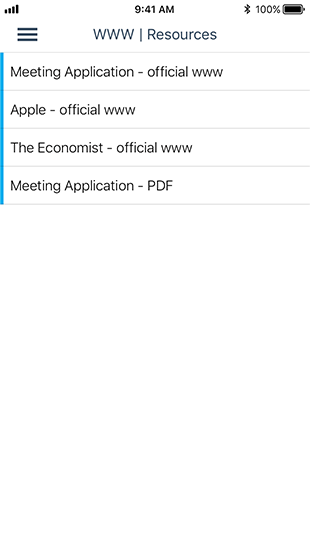 9:41 AM 100%
WWW | Resources
Meeting Application - official www
Apple - official www
The Economist - official www
Meeting Application - PDF